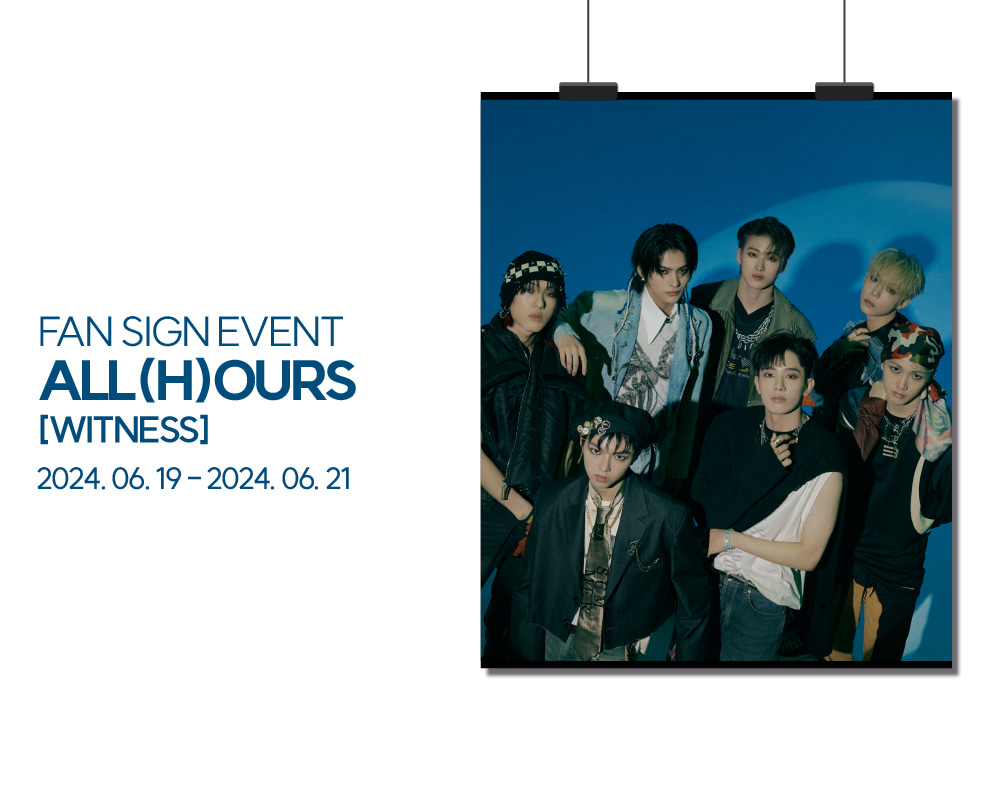 FAN SIGN EVENT
ALL(H)OURS
[WITNESS]
2024. 06. 19 – 2024. 06. 21